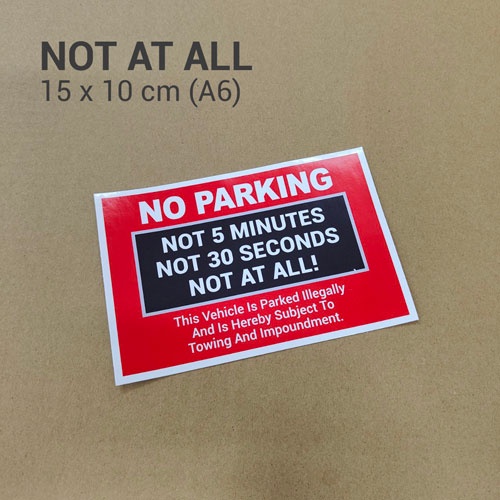 NOT AT ALL
15 x 10 cm (A6)
NO PARKING
NOT 5 MINUTES
NOT 30 SECONDS
NOT AT ALL!
This Vehicle Is Parked Illegally
And Is Hereby Subject To
Towing And Impoundment.